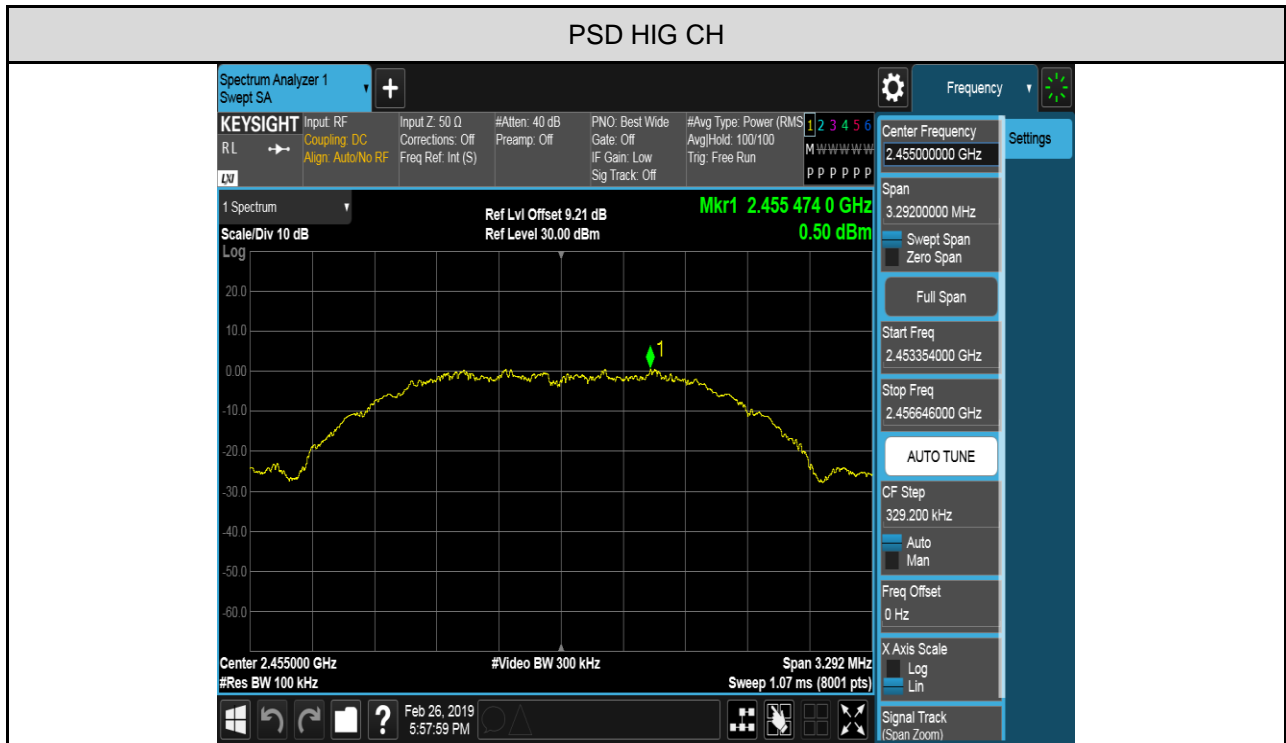 PSD HIG CH
Spectrum Analyzer 1
Swept SA
+
Frequency
KEYSIGHT
RL
LXI
Input: RF
Coupling: DC
Align: Auto/No RF
Input Z: 50 Ω
Corrections: Off
Freq Ref: Int (S)
#Atten: 40 dB
Preamp: Off
PNO: Best Wide
Gate: Off
IF Gain: Low
Sig Track: Off
#Avg Type: Power (RMS
Avg|Hold: 100/100
Trig: Free Run
1 2 3 4 5 6
M W W W W W
P P P P P P
1 Spectrum
Scale/Div 10 dB
Ref Lvl Offset 9.21 dB
Ref Level 30.00 dBm
Mkr1 2.455 474 0 GHz
0.50 dBm
Log
20.0
10.0
0.00
-10.0
-20.0
-30.0
-40.0
-50.0
-60.0
1
Center 2.455000 GHz
#Res BW 100 kHz
#Video BW 300 kHz
Span 3.292 MHz
Sweep 1.07 ms (8001 pts)
Center Frequency
2.455000000 GHz
Settings
Span
3.29200000 MHz
Swept Span
Zero Span
Full Span
Start Freq
2.453354000 GHz
Stop Freq
2.456646000 GHz
AUTO TUNE
CF Step
329.200 kHz
Auto
Man
Freq Offset
0 Hz
X Axis Scale
Log
Lin
Signal Track
(Span Zoom)
?
Feb 26, 2019
5:57:59 PM